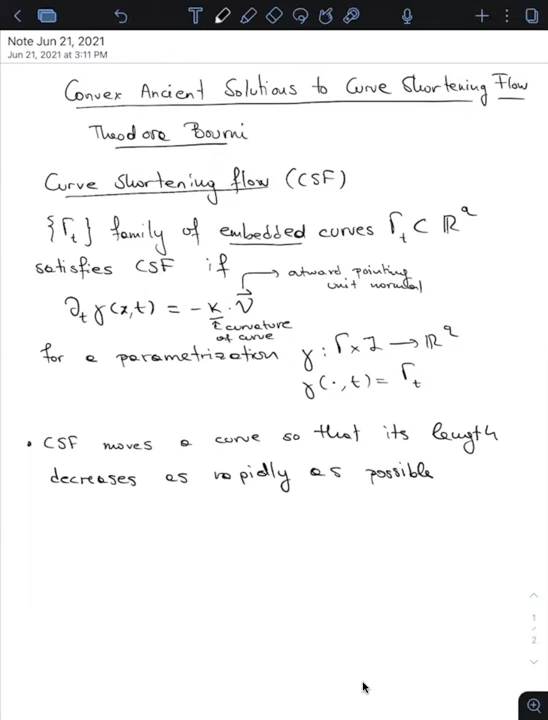 Note Jun 21, 2021
Jun 21, 2021 at 3:11 PM
Convex Ancient Solutions to Curve Shortening Flow
Theodora Bourni
Curve shortening flow (CSF)
{Γₜ} family of embedded curves Γₜ ⊂ ℝ²
satisfies CSF if
→ outward pointing
unit normal
∂ₜ γ(x,t) = - κ · ν⃗
curvature
of curve
for a parametrization γ : Γ × I → ℝ²
γ(·, t) = Γₜ
• CSF moves a curve so that its length
decreases as rapidly as possible
1
/
2